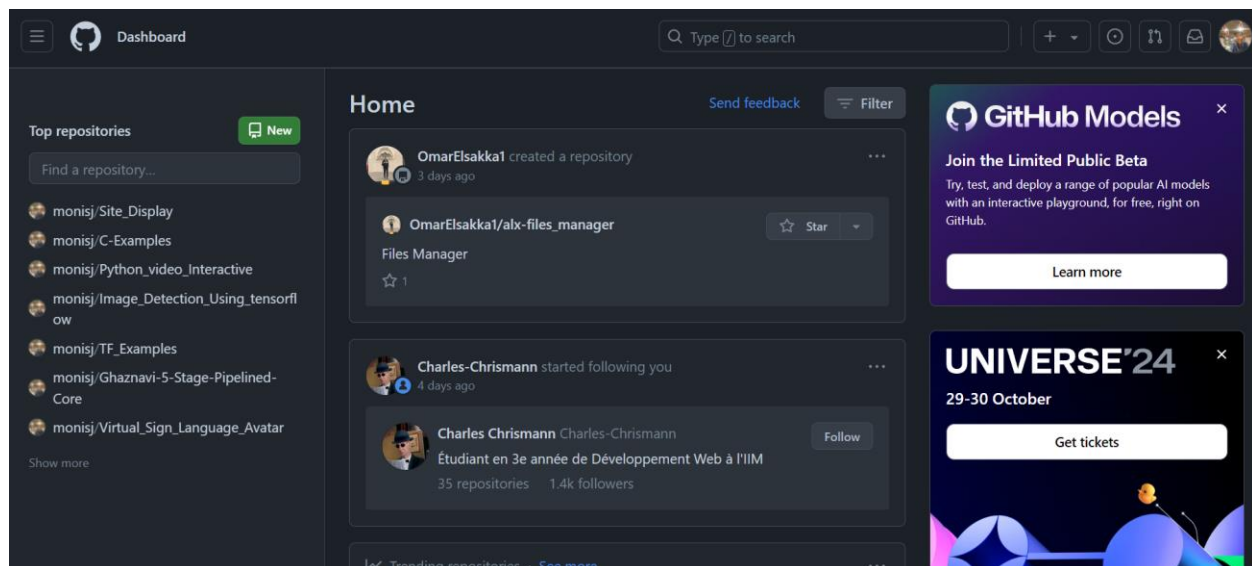 Dashboard
Type / to search
Top repositories
New
Find a repository...
monisj/Site_Display
monisj/C-Examples
monisj/Python_video_Interactive
monisj/Image_Detection_Using_tensorfl
ow
monisj/TF_Examples
monisj/Ghaznavi-5-Stage-Pipelined-
Core
monisj/Virtual_Sign_Language_Avatar
Show more
Home
Send feedback
Filter
OmarElsakka1 created a repository
3 days ago
OmarElsakka1/alx-files_manager
Star
Files Manager
1
Charles-Chrismann started following you
4 days ago
Charles Chrismann Charles-Chrismann
Follow
Étudiant en 3e année de Développement Web à l'IIM
35 repositories 1.4k followers
Trending repositories · See more
GitHub Models
Join the Limited Public Beta
Try, test, and deploy a range of popular AI models
with an interactive playground, for free, right on
GitHub.
Learn more
UNIVERSE'24
29-30 October
Get tickets